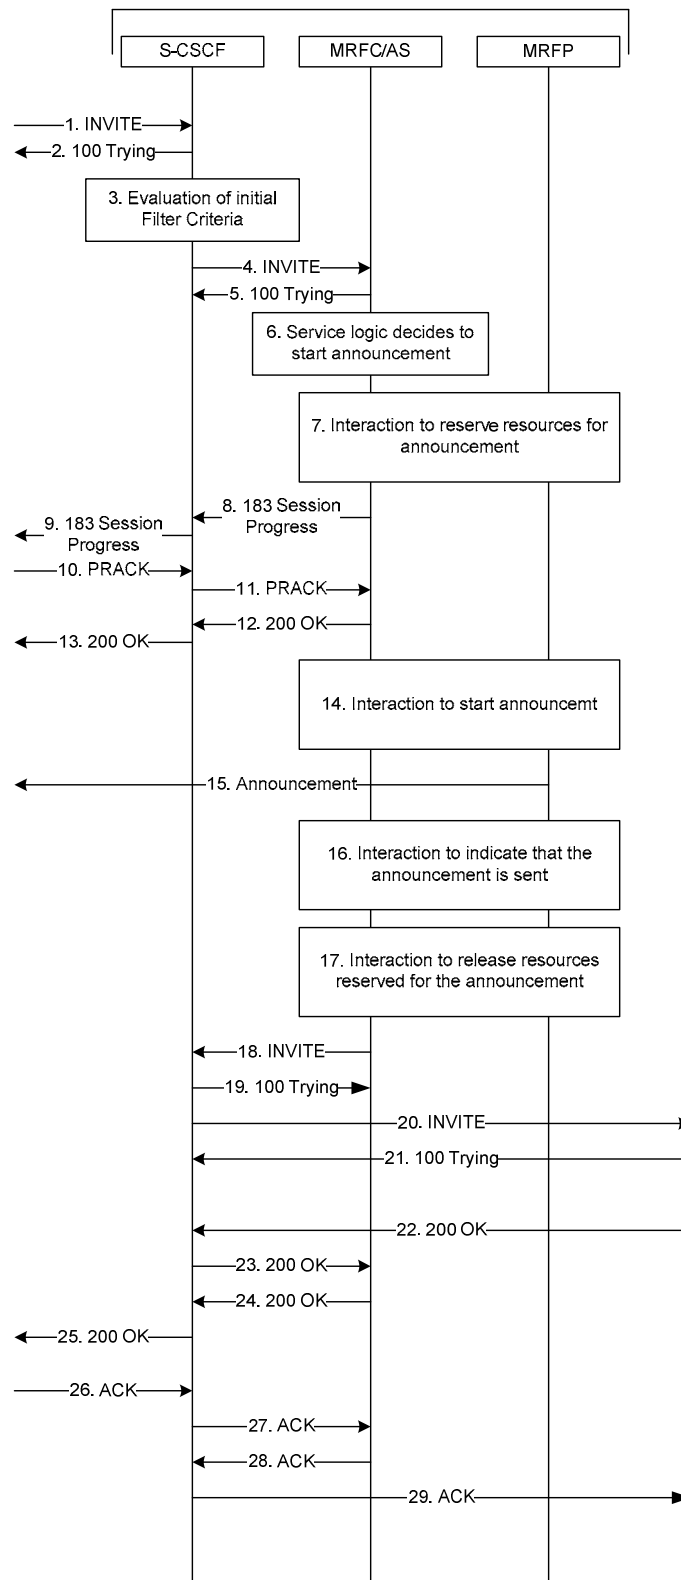 S-CSCF
MRFC/AS
MRFP
1. INVITE
2. 100 Trying
3. Evaluation of initial
Filter Criteria
4. INVITE
5. 100 Trying
6. Service logic decides to
start announcement
7. Interaction to reserve resources for
announcement
8. 183 Session
Progress
9. 183 Session
Progress
10. PRACK
11. PRACK
12. 200 OK
13. 200 OK
14. Interaction to start announcemt
15. Announcement
16. Interaction to indicate that the
announcement is sent
17. Interaction to release resources
reserved for the announcement
18. INVITE
19. 100 Trying
20. INVITE
21. 100 Trying
22. 200 OK
23. 200 OK
24. 200 OK
25. 200 OK
26. ACK
27. ACK
28. ACK
29. ACK